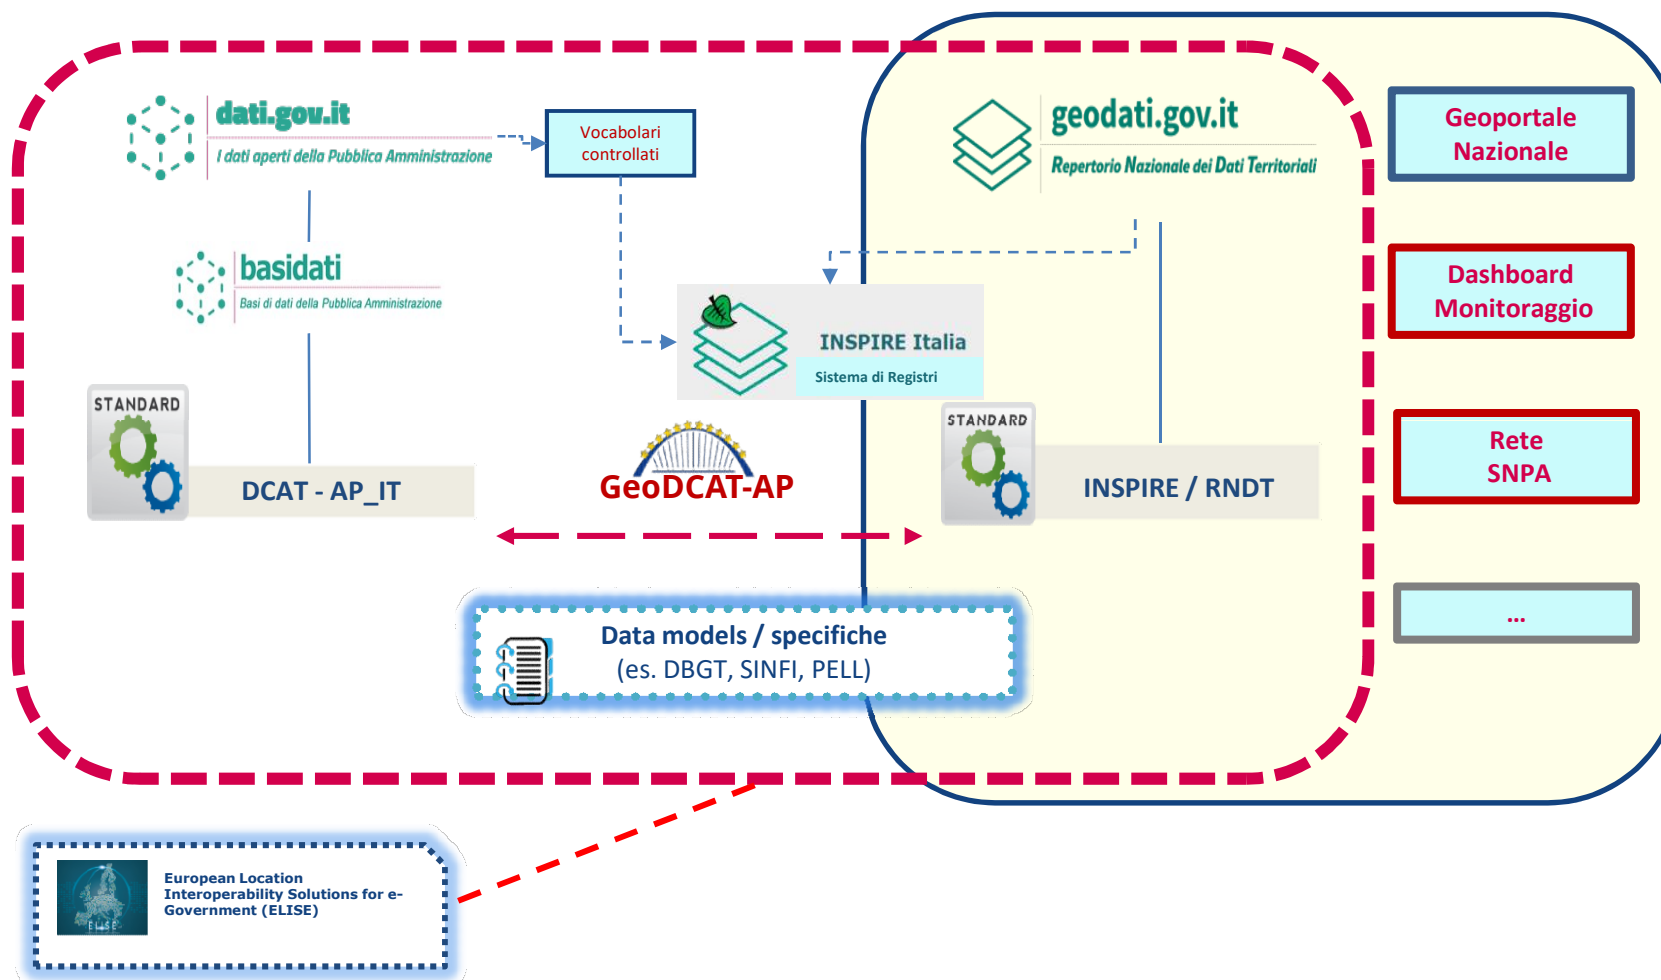 dati.gov.it
I dati aperti della Pubblica Amministrazione
Vocabolari
controllati
geodati.gov.it
Repertorio Nazionale dei Dati Territoriali
Geoportale
Nazionale
basidati
Basi di dati della Pubblica Amministrazione
Dashboard
Monitoraggio
INSPIRE Italia
Sistema di Registri
STANDARD
DCAT - AP_IT
GeoDCAT-AP
STANDARD
INSPIRE / RNDT
Rete
SNPA
Data models / specifiche
(es. DBGT, SINFI, PELL)
...
ELISE
European Location
Interoperability Solutions for e-
Government (ELISE)